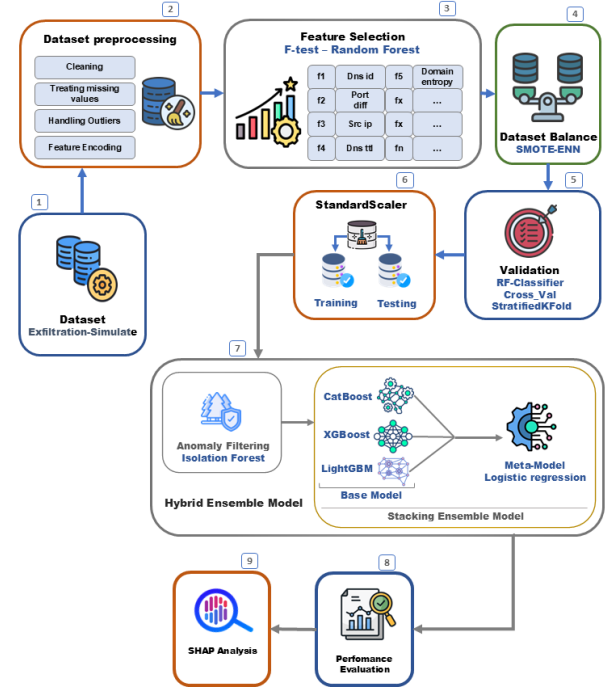 1
Dataset
Exfiltration-Simulate
2
Dataset preprocessing
Cleaning
Treating missing
values
Handling Outliers
Feature Encoding
3
Feature Selection
F-test – Random Forest
f1 Dns id f5 Domain
entropy
f2 Port
diff fx ...
f3 Src ip fx ...
f4 Dns ttl fn ...
4
Dataset Balance
SMOTE-ENN
5
Validation
RF-Classifier
Cross_Val
StratifiedKFold
6
StandardScaler
Training Testing
7
Anomaly Filtering
Isolation Forest
Hybrid Ensemble Model
CatBoost
XGBoost
LightGBM
Base Model
Meta-Model
Logistic regression
Stacking Ensemble Model
8
Perfomance
Evaluation
9
SHAP Analysis